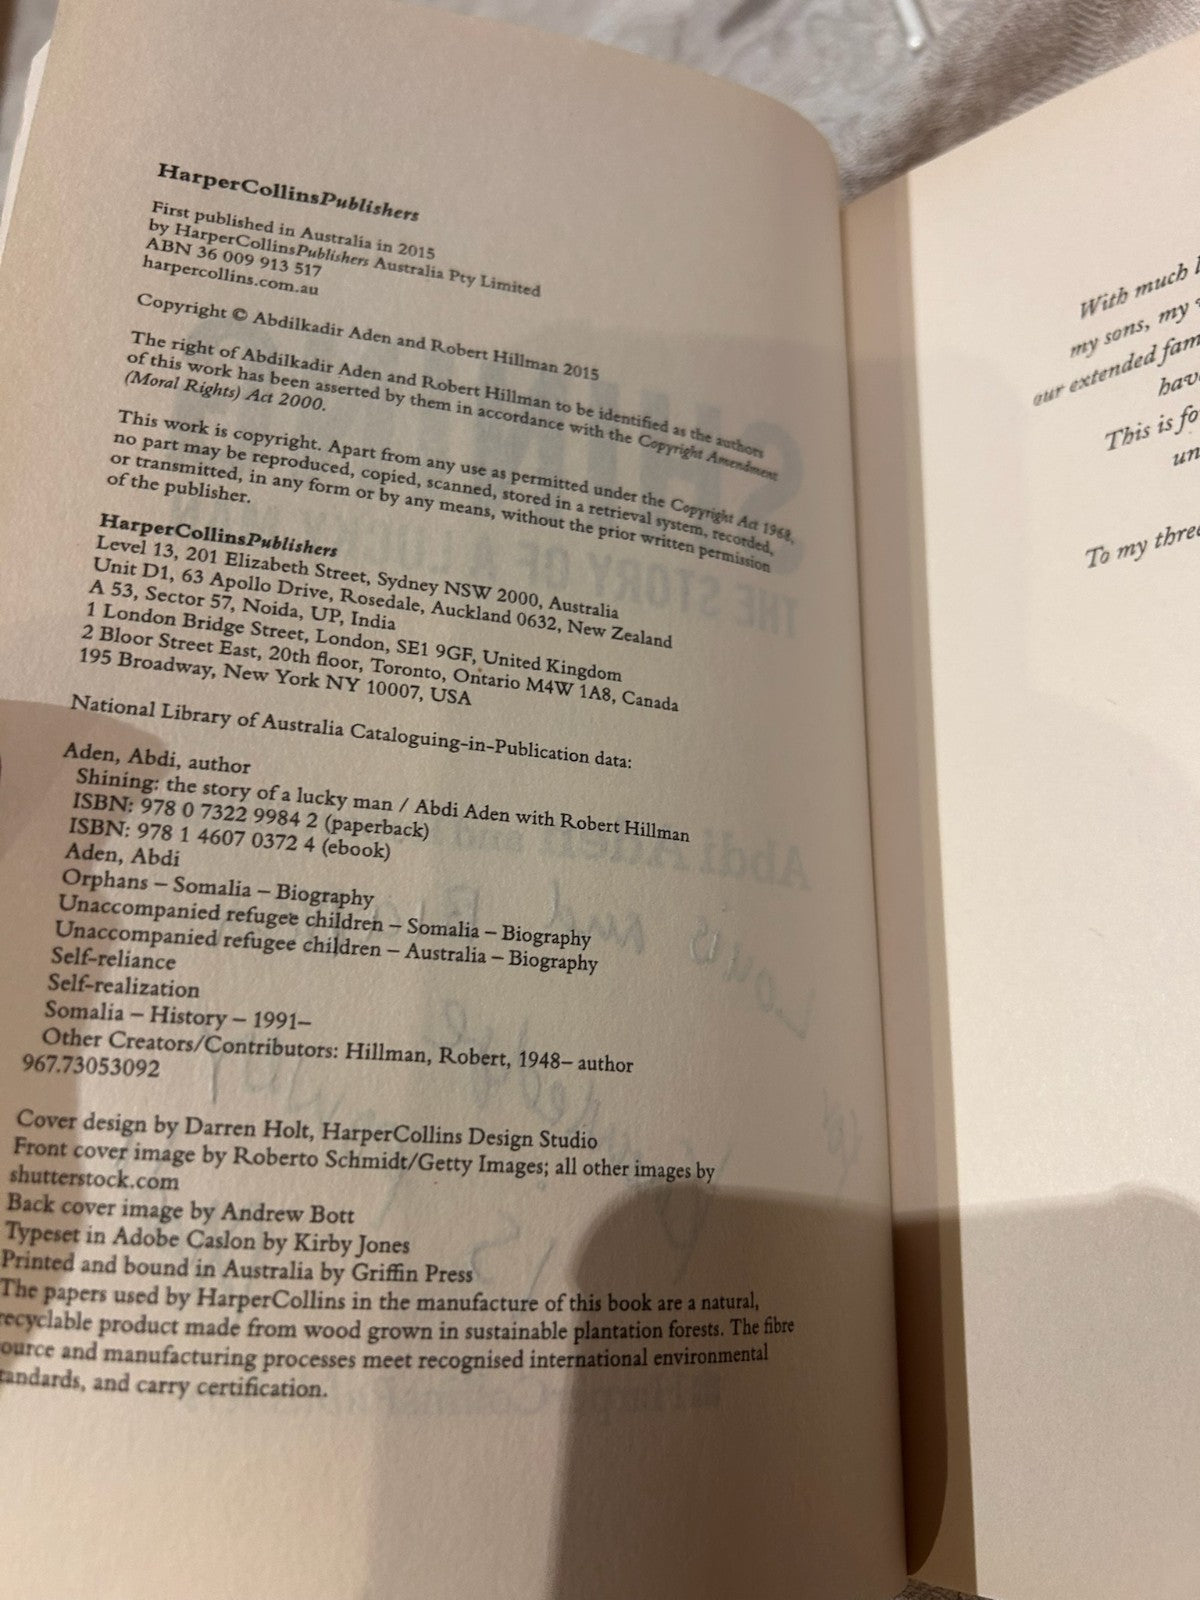 HarperCollinsPublishers
First published in Australia in 2015
by HarperCollinsPublishers Australia Pty Limited
ABN 36 009 913 517
harpercollins.com.au
Copyright © Abdilkadir Aden and Robert Hillman 2015
The right of Abdilkadir Aden and Robert Hillman to be identified as the authors
of this work has been asserted by them in accordance with the Copyright Amendment
(Moral Rights) Act 2000.
This work is copyright. Apart from any use as permitted under the Copyright Act 1968,
no part may be reproduced, copied, scanned, stored in a retrieval system, recorded,
or transmitted, in any form or by any means, without the prior written permission
of the publisher.
HarperCollinsPublishers
Level 13, 201 Elizabeth Street, Sydney NSW 2000, Australia
Unit D1, 63 Apollo Drive, Rosedale, Auckland 0632, New Zealand
A 53, Sector 57, Noida, UP, India
1 London Bridge Street, London, SE1 9GF, United Kingdom
2 Bloor Street East, 20th floor, Toronto, Ontario M4W 1A8, Canada
195 Broadway, New York NY 10007, USA
National Library of Australia Cataloguing-in-Publication data:
Aden, Abdi, author
Shining: the story of a lucky man / Abdi Aden with Robert Hillman
ISBN: 978 0 7322 9984 2 (paperback)
ISBN: 978 1 4607 0372 4 (ebook)
Aden, Abdi
Orphans – Somalia – Biography
Unaccompanied refugee children – Somalia – Biography
Unaccompanied refugee children – Australia – Biography
Self-reliance
Self-realization
Somalia – History – 1991–
Other Creators/Contributors: Hillman, Robert, 1948– author
967.73053092
Cover design by Darren Holt, HarperCollins Design Studio
Front cover image by Roberto Schmidt/Getty Images; all other images by
shutterstock.com
Back cover image by Andrew Bott
Typeset in Adobe Caslon by Kirby Jones
Printed and bound in Australia by Griffin Press
The papers used by HarperCollins in the manufacture of this book are a natural,
recyclable product made from wood grown in sustainable plantation forests. The fibre
ource and manufacturing processes meet recognised international environmental
tandards, and carry certification.
With much
my sons, my
our extended fam
hav
This is fo
un
To my three